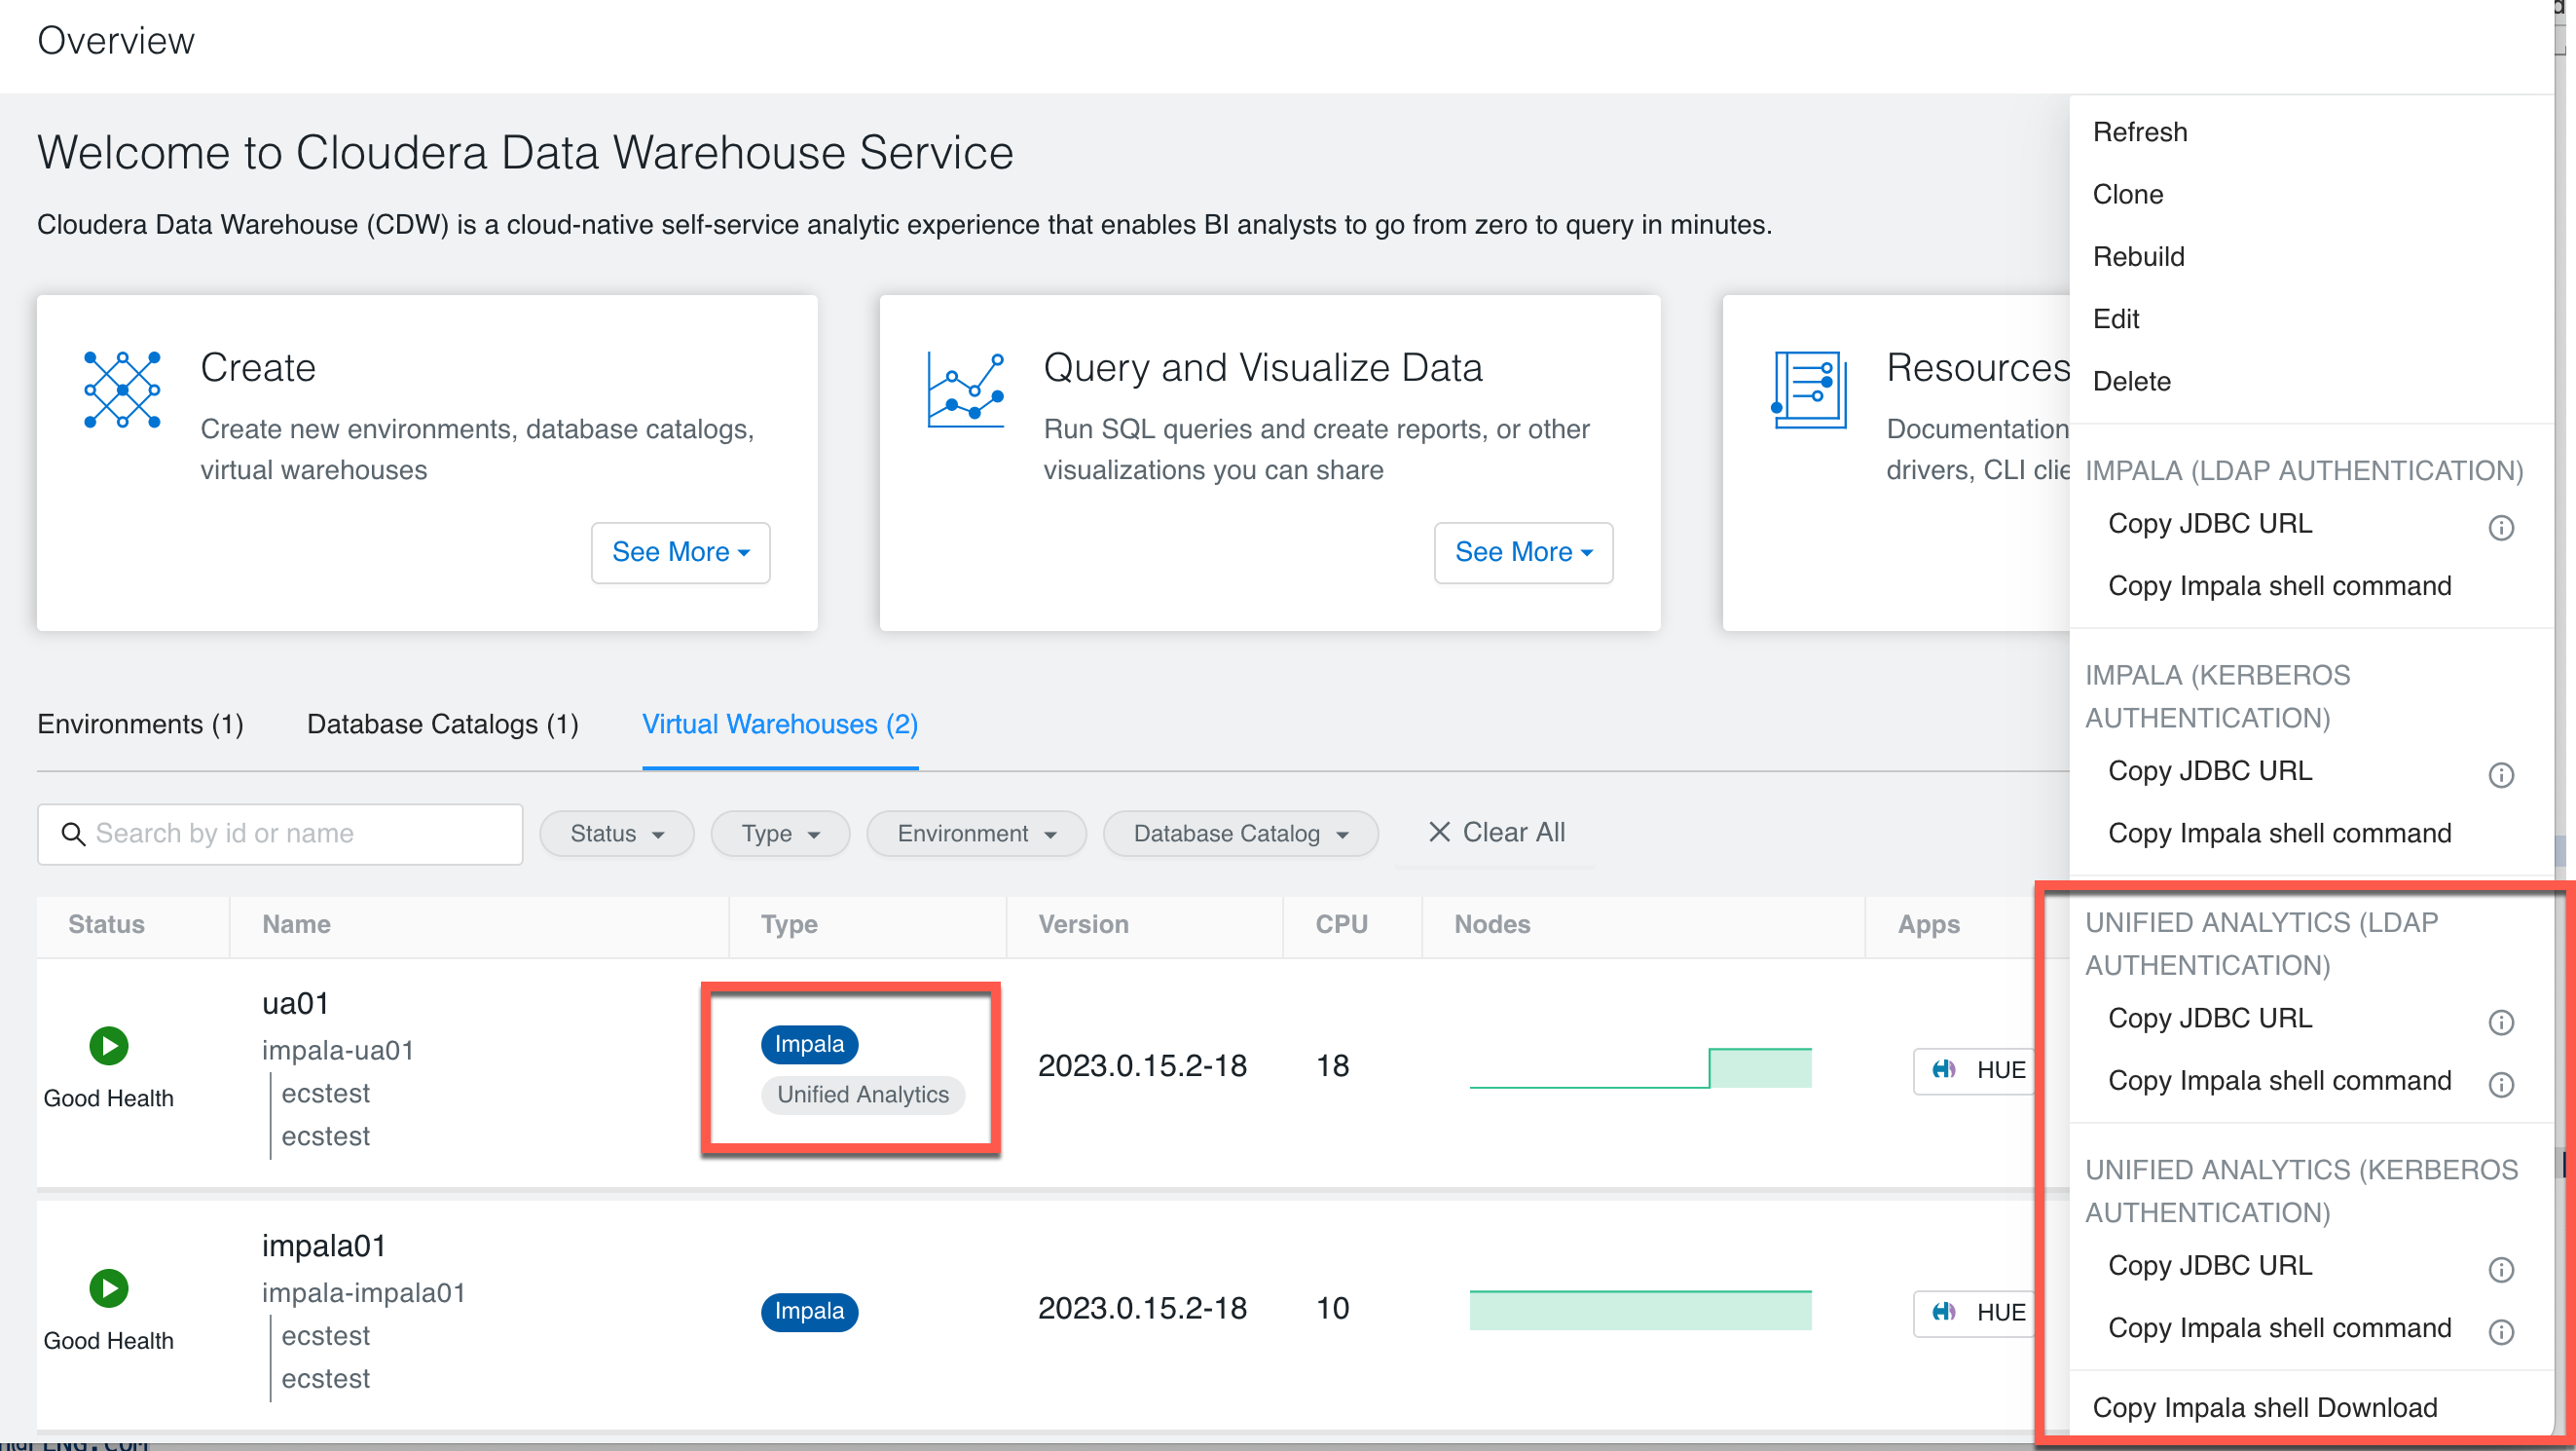 Overview
Welcome to Cloudera Data Warehouse Service
Cloudera Data Warehouse (CDW) is a cloud-native self-service analytic experience that enables BI analysts to go from zero to query in minutes.
Create
Create new environments, database catalogs,
virtual warehouses
See More
Query and Visualize Data
Run SQL queries and create reports, or other
visualizations you can share
See More
Resources
Documentation
drivers, CLI clie
Environments (1)
Database Catalogs (1)
Virtual Warehouses (2)
Search by id or name
Status
Type
Environment
Database Catalog
Clear All
Status
Name
Type
Version
CPU
Nodes
Apps
Good Health
ua01
impala-ua01
ecstest
ecstest
Impala
Unified Analytics
2023.0.15.2-18
18
HUE
Good Health
impala01
impala-impala01
ecstest
ecstest
Impala
2023.0.15.2-18
10
HUE
Refresh
Clone
Rebuild
Edit
Delete
IMPALA (LDAP AUTHENTICATION)
Copy JDBC URL
Copy Impala shell command
IMPALA (KERBEROS
AUTHENTICATION)
Copy JDBC URL
Copy Impala shell command
UNIFIED ANALYTICS (LDAP
AUTHENTICATION)
Copy JDBC URL
Copy Impala shell command
UNIFIED ANALYTICS (KERBEROS
AUTHENTICATION)
Copy JDBC URL
Copy Impala shell command
Copy Impala shell Download